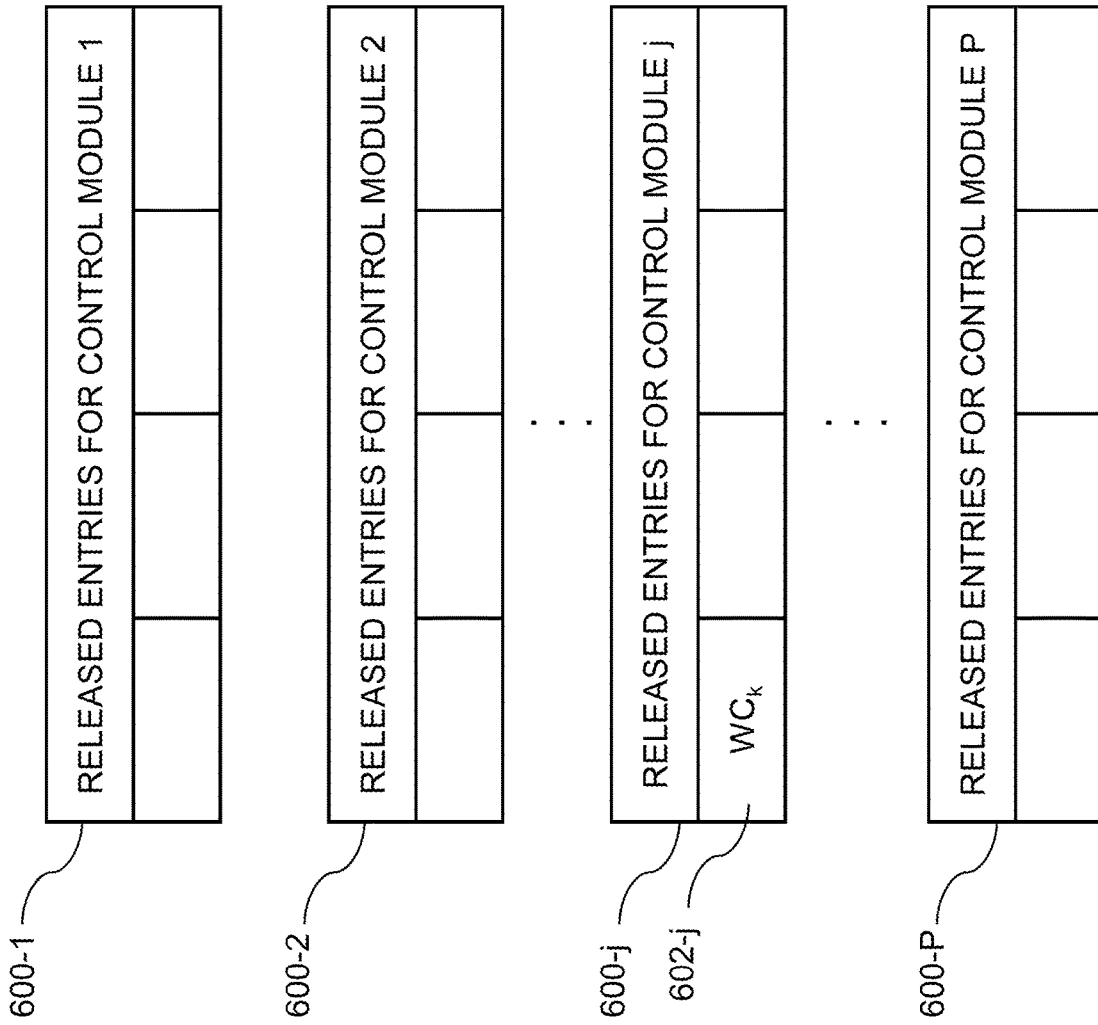 600-1
RELEASED ENTRIES FOR CONTROL MODULE 1
600-2
RELEASED ENTRIES FOR CONTROL MODULE 2
. . .
600-j
RELEASED ENTRIES FOR CONTROL MODULE j
602-j
WCₖ
. . .
600-P
RELEASED ENTRIES FOR CONTROL MODULE P